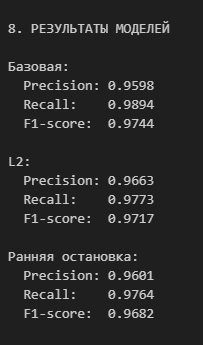 8. РЕЗУЛЬТАТЫ МОДЕЛЕЙ
Базовая:
Precision: 0.9598
Recall: 0.9894
F1-score: 0.9744
L2:
Precision: 0.9663
Recall: 0.9773
F1-score: 0.9717
Ранняя остановка:
Precision: 0.9601
Recall: 0.9764
F1-score: 0.9682